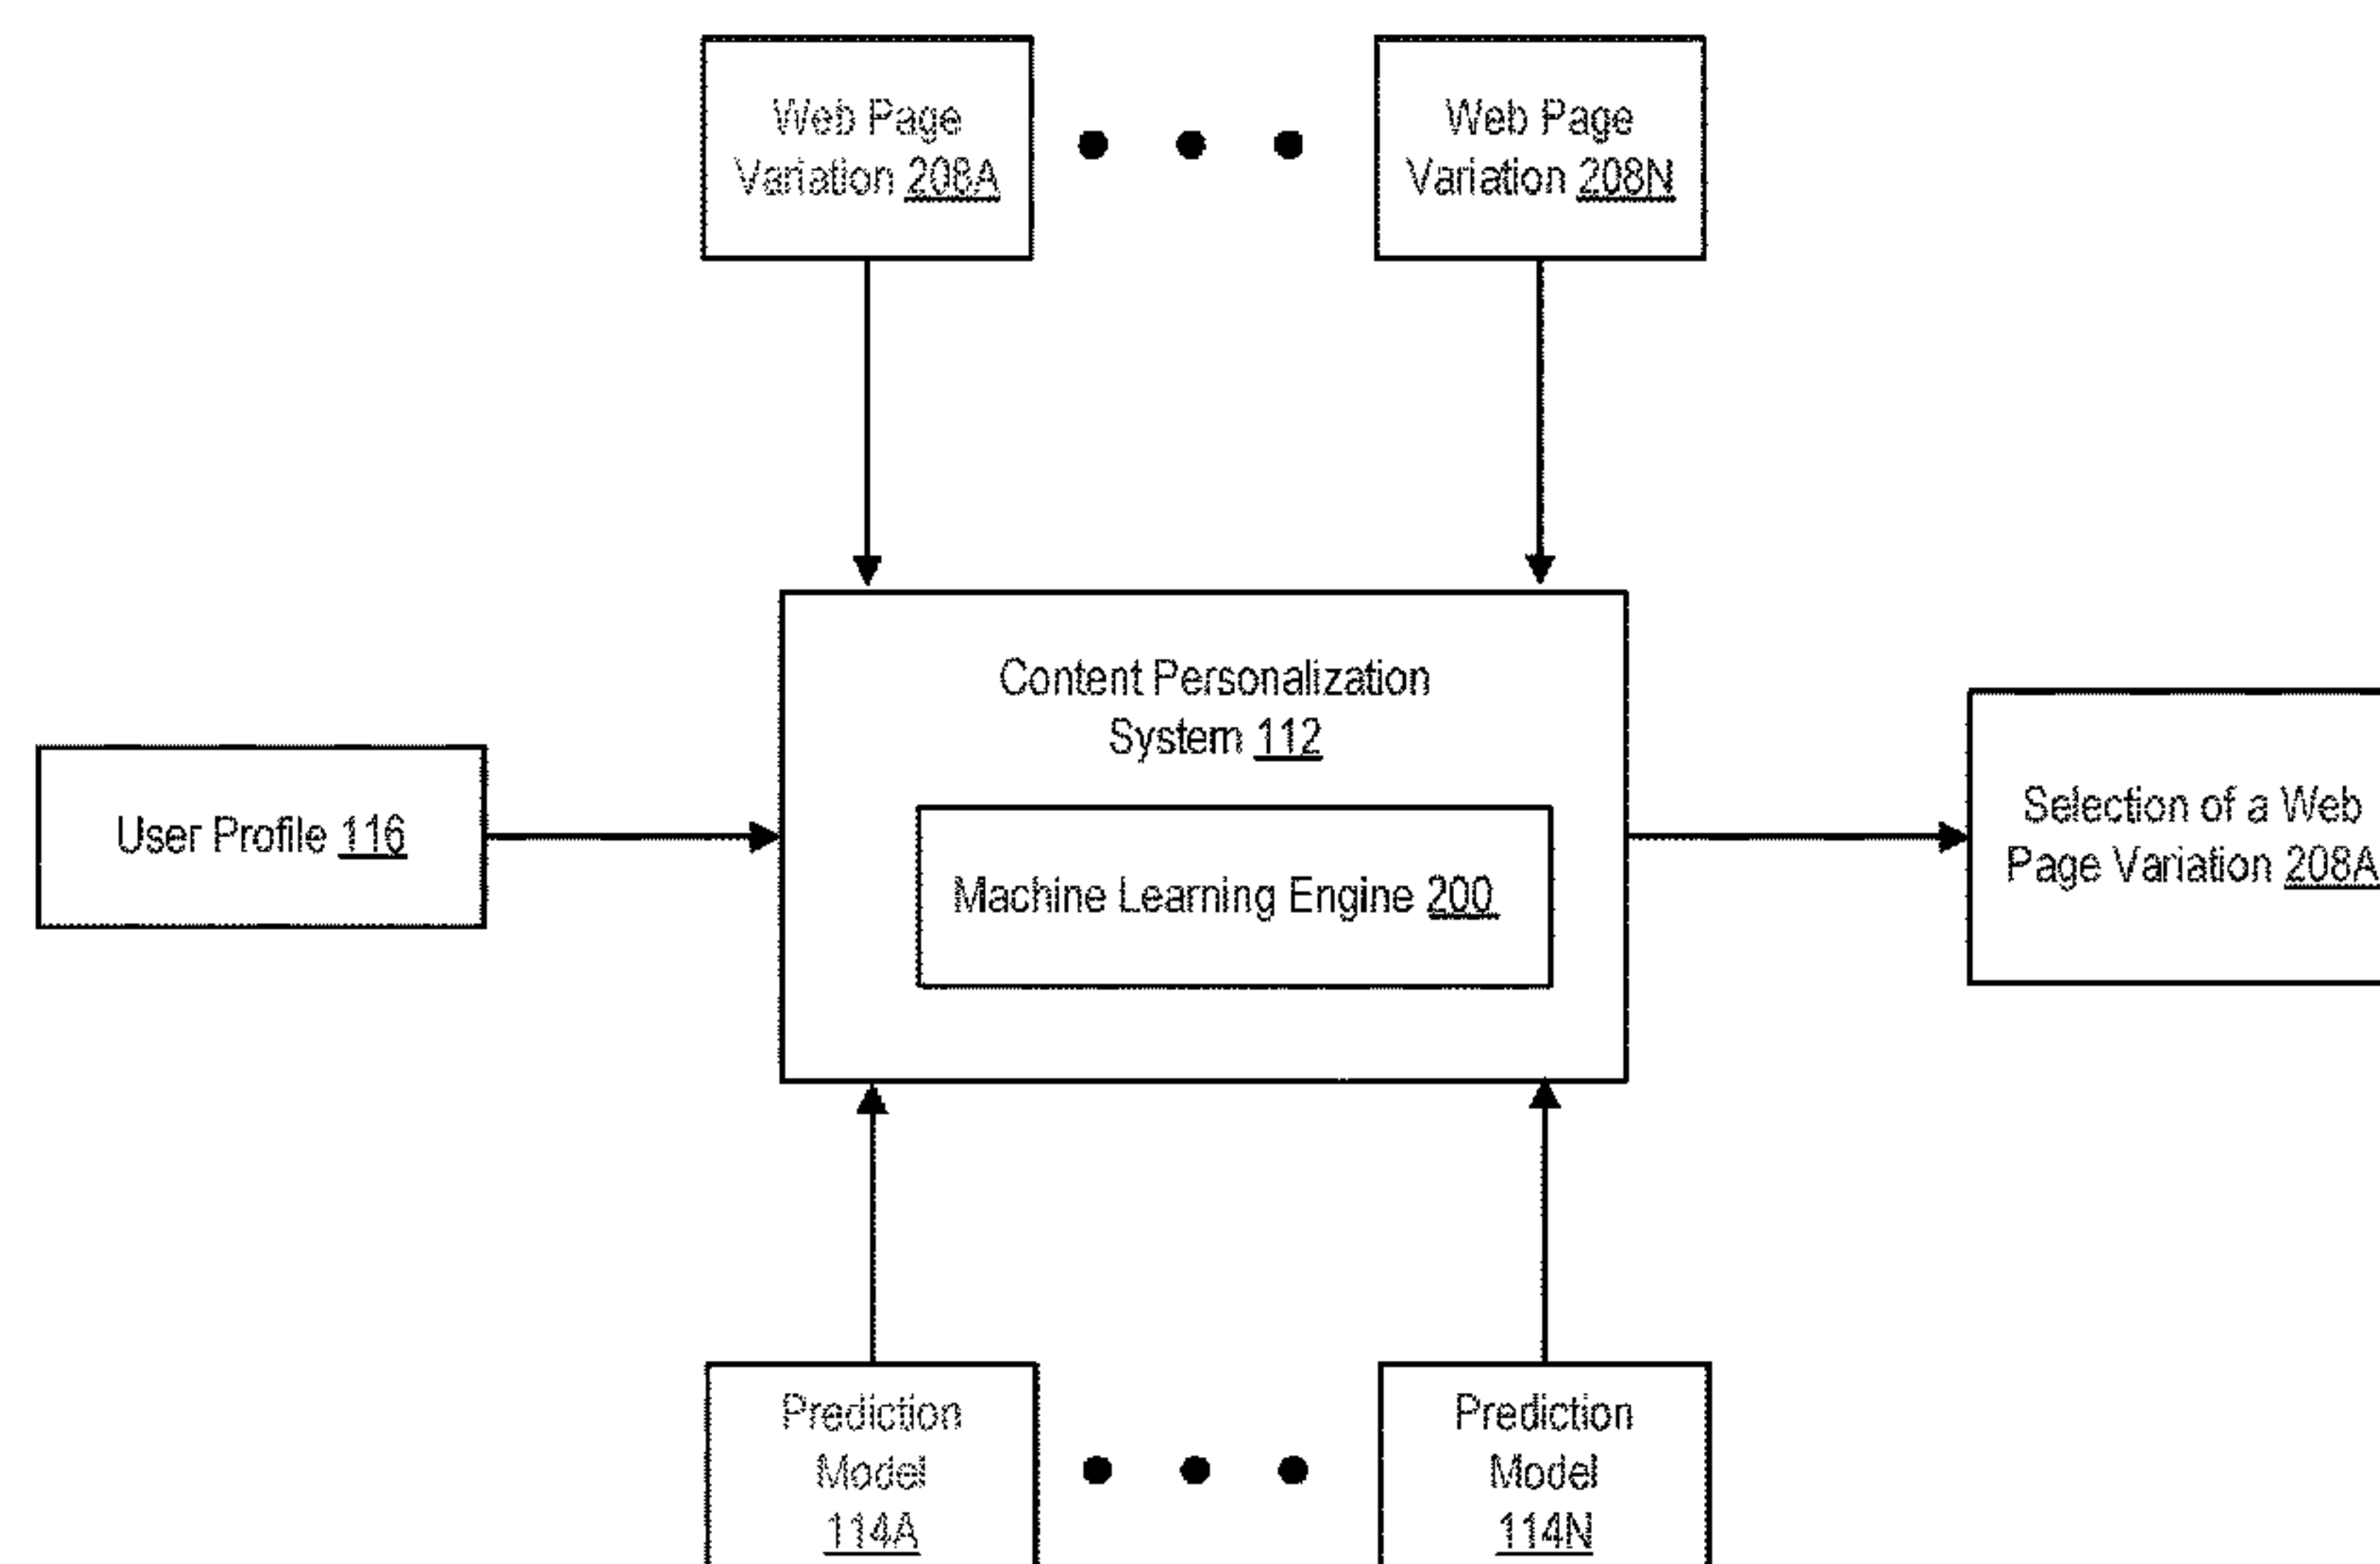 Web Page
Variation 208A
Web Page
Variation 208N
Content Personalization
System 112
User Profile 116
Machine Learning Engine 200
Selection of a Web
Page Variation 208A
Prediction
Model
114A
Prediction
Model
114N